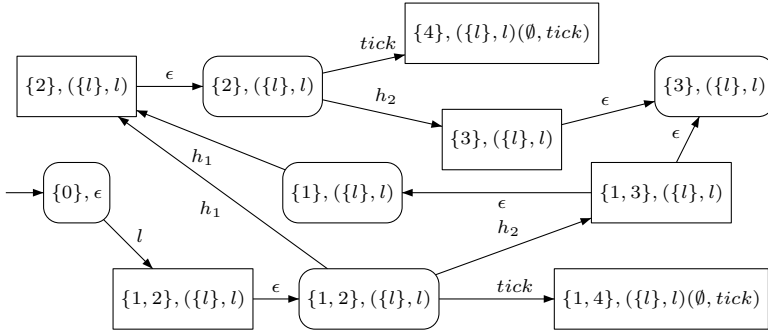 {4}, ({l}, l)(∅, tick)
tick
{2}, ({l}, l)
ϵ
{2}, ({l}, l)
{3}, ({l}, l)
h₂
ϵ
{3}, ({l}, l)
ϵ
h₁
{0}, ϵ
h₁
{1}, ({l}, l)
ϵ
{1, 3}, ({l}, l)
l
h₂
{1, 2}, ({l}, l)
ϵ
{1, 2}, ({l}, l)
tick
{1, 4}, ({l}, l)(∅, tick)